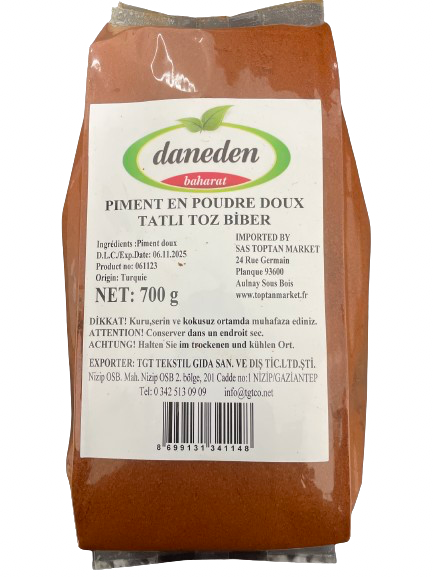 daneden
baharat
PIMENT EN POUDRE DOUX
TATLI TOZ BİBER
Ingrédients :Piment doux
D.L.C./Exp.Date: 06.11.2025
Product no: 061123
Origin: Turquie
NET: 700 g
IMPORTED BY
SAS TOPTAN MARKET
24 Rue Germain
Planque 93600
Aulnay Sous Bois
www.toptanmarket.fr
DİKKAT! Kuru,serin ve kokusuz ortamda muhafaza ediniz.
ATTENTION! Conserver dans un endroit sec.
ACHTUNG! Halten Sie im trockenen und kühlen Ort.
EXPORTER: TGT TEKSTIL GIDA SAN. VE DIŞ TİC.LTD.ŞTİ.
Nizip OSB. Mah. Nizip OSB 2. bölge, 201 Cadde no:1 NİZİP/GAZİANTEP
Tel: 0 342 513 09 09 info@tgtco.net
8 699131 341148